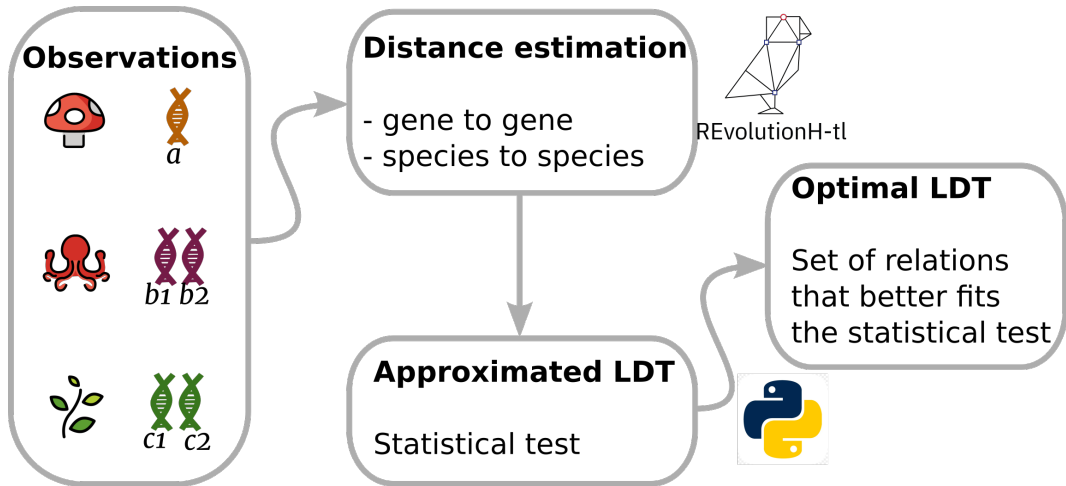 Observations
a
b1 b2
c1 c2
Distance estimation
- gene to gene
- species to species
REvolutionH-tl
Approximated LDT
Statistical test
Optimal LDT
Set of relations
that better fits
the statistical test